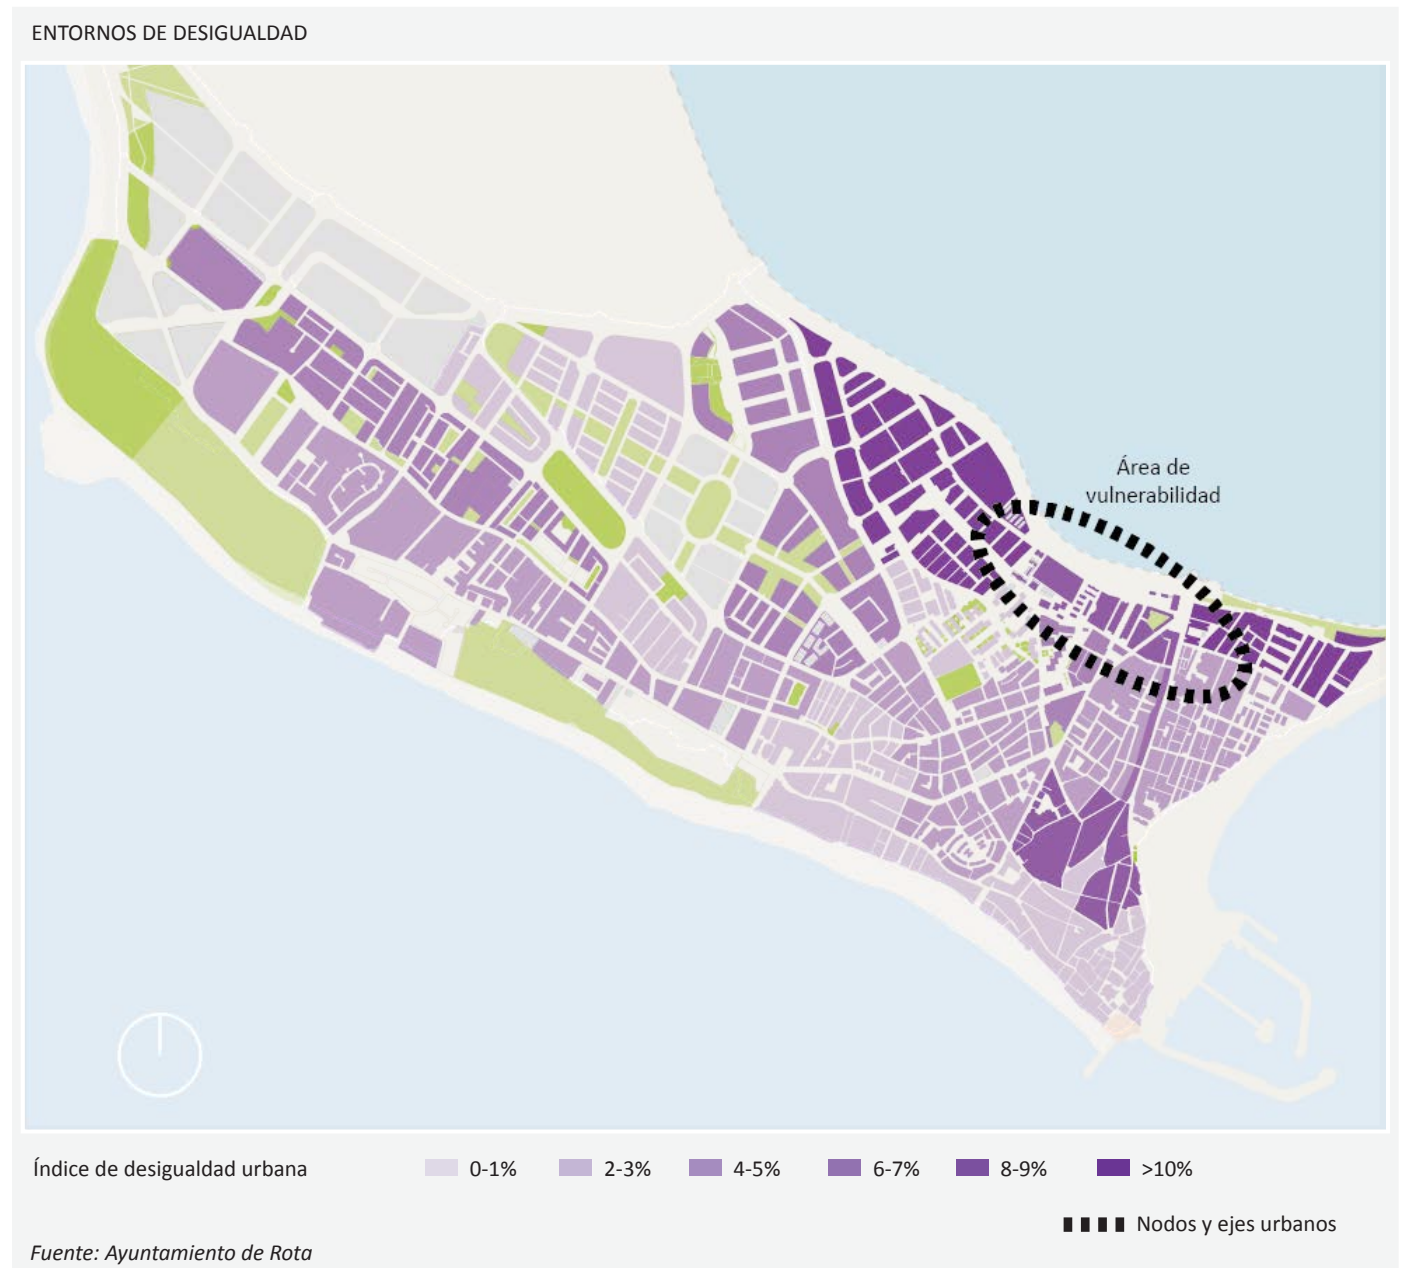 ENTORNOS DE DESIGUALDAD
Área de
vulnerabilidad
Índice de desigualdad urbana 0-1% 2-3% 4-5% 6-7% 8-9% >10%
Nodos y ejes urbanos
Fuente: Ayuntamiento de Rota